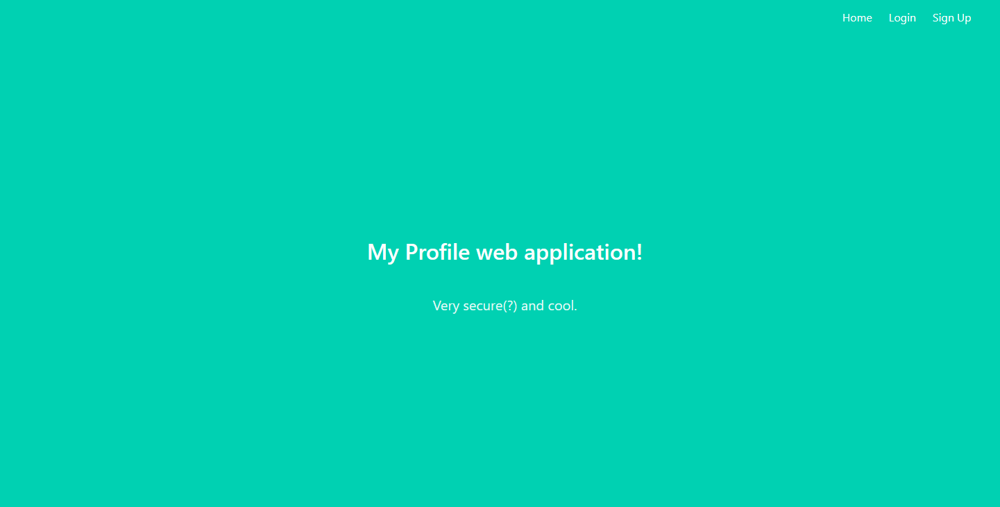 Home Login Sign Up
My Profile web application!
Very secure(?) and cool.